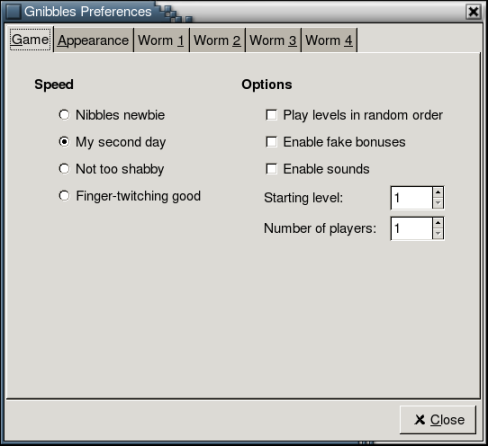 Gnibbles Preferences
Game Appearance Worm 1 Worm 2 Worm 3 Worm 4
Speed
Nibbles newbie
My second day
Not too shabby
Finger-twitching good
Options
Play levels in random order
Enable fake bonuses
Enable sounds
Starting level: 1
Number of players: 1
Close